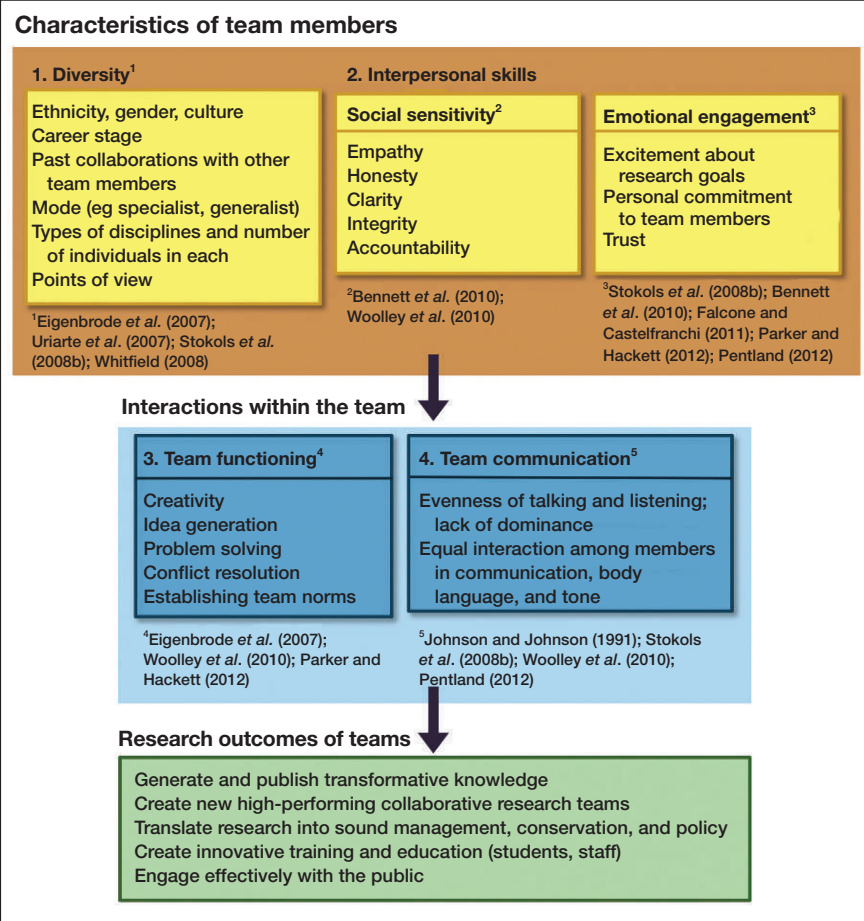 Characteristics of team members
1. Diversity1
Ethnicity, gender, culture
Career stage
Past collaborations with other
team members
Mode (eg specialist, generalist)
Types of disciplines and number
of individuals in each
Points of view
1Eigenbrode et al. (2007);
Uriarte et al. (2007); Stokols et al.
(2008b); Whitfield (2008)
2. Interpersonal skills
Social sensitivity2
Empathy
Honesty
Clarity
Integrity
Accountability
2Bennett et al. (2010);
Woolley et al. (2010)
Emotional engagement3
Excitement about
research goals
Personal commitment
to team members
Trust
3Stokols et al. (2008b); Bennett
et al. (2010); Falcone and
Castelfranchi (2011); Parker and
Hackett (2012); Pentland (2012)
Interactions within the team
3. Team functioning4
Creativity
Idea generation
Problem solving
Conflict resolution
Establishing team norms
4Eigenbrode et al. (2007);
Woolley et al. (2010); Parker and
Hackett (2012)
4. Team communication5
Evenness of talking and listening;
lack of dominance
Equal interaction among members
in communication, body
language, and tone
5Johnson and Johnson (1991); Stokols
et al. (2008b); Woolley et al. (2010);
Pentland (2012)
Research outcomes of teams
Generate and publish transformative knowledge
Create new high-performing collaborative research teams
Translate research into sound management, conservation, and policy
Create innovative training and education (students, staff)
Engage effectively with the public